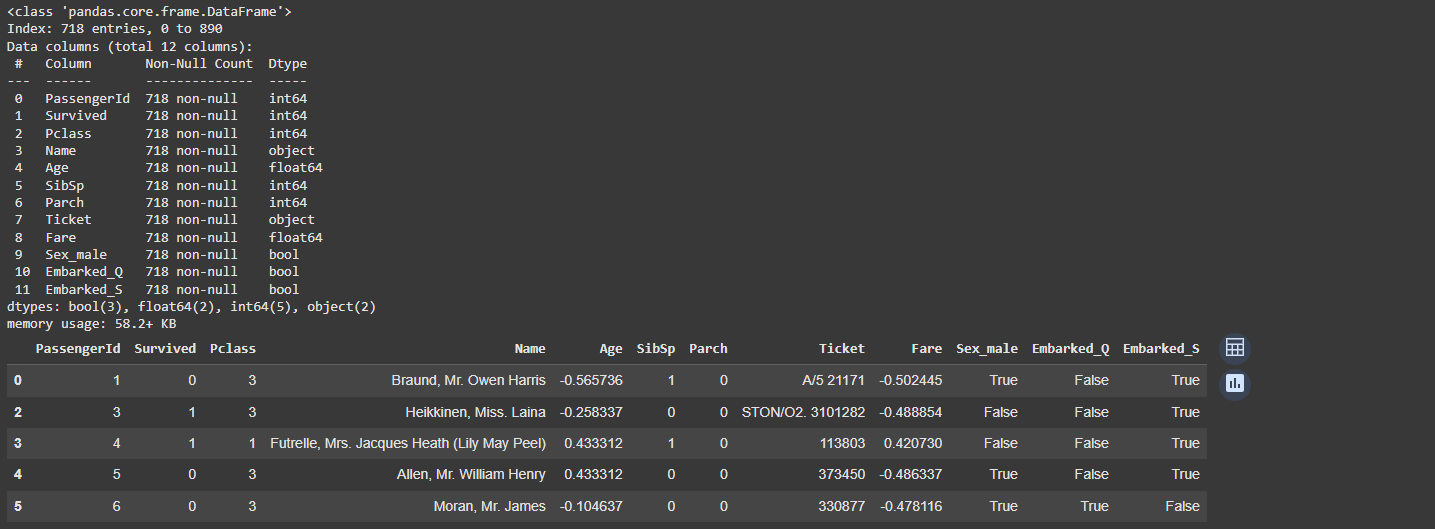 <class 'pandas.core.frame.DataFrame'>
Index: 718 entries, 0 to 890
Data columns (total 12 columns):
 #   Column       Non-Null Count  Dtype
---  ------       --------------  -----
 0   PassengerId  718 non-null    int64
 1   Survived     718 non-null    int64
 2   Pclass       718 non-null    int64
 3   Name         718 non-null    object
 4   Age          718 non-null    float64
 5   SibSp        718 non-null    int64
 6   Parch        718 non-null    int64
 7   Ticket       718 non-null    object
 8   Fare         718 non-null    float64
 9   Sex_male     718 non-null    bool
 10  Embarked_Q   718 non-null    bool
 11  Embarked_S   718 non-null    bool
dtypes: bool(3), float64(2), int64(5), object(2)
memory usage: 58.2+ KB
PassengerId Survived Pclass Name Age SibSp Parch Ticket Fare Sex_male Embarked_Q Embarked_S
0 1 0 3 Braund, Mr. Owen Harris -0.565736 1 0 A/5 21171 -0.502445 True False True
2 3 1 3 Heikkinen, Miss. Laina -0.258337 0 0 STON/O2. 3101282 -0.488854 False False True
3 4 1 1 Futrelle, Mrs. Jacques Heath (Lily May Peel) 0.433312 1 0 113803 0.420730 False False True
4 5 0 3 Allen, Mr. William Henry 0.433312 0 0 373450 -0.486337 True False True
5 6 0 3 Moran, Mr. James -0.104637 0 0 330877 -0.478116 True True False